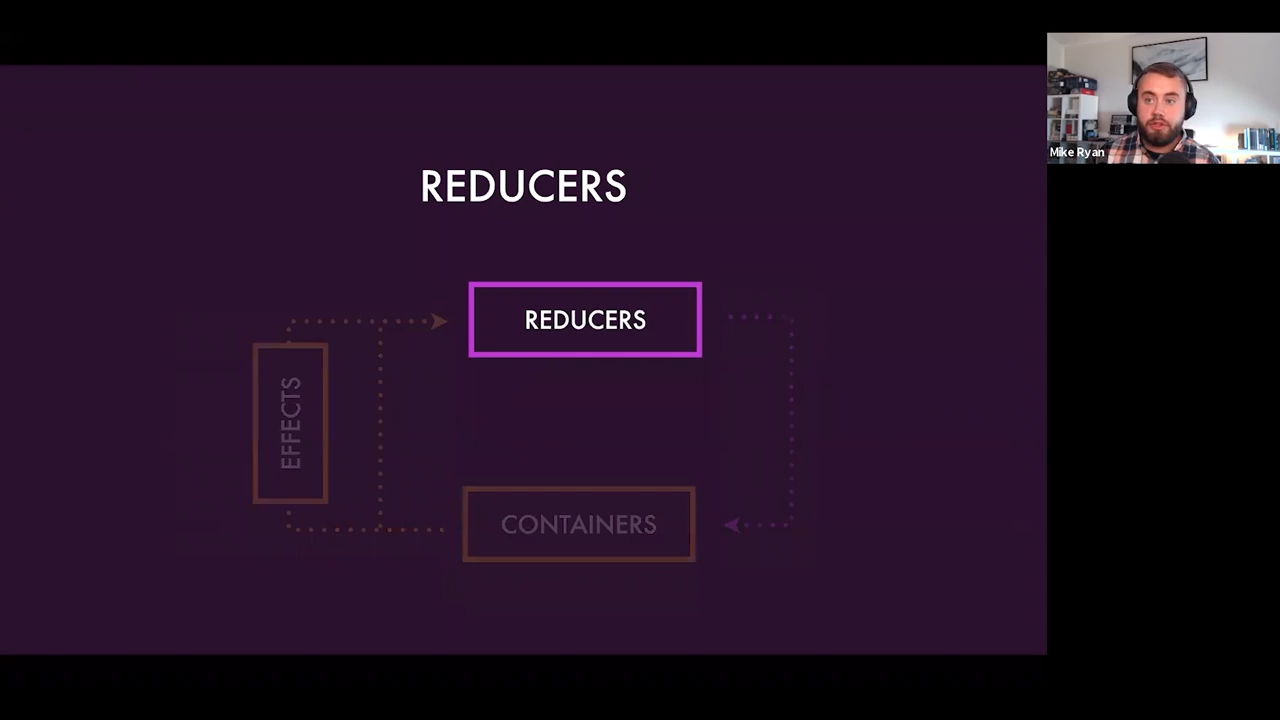 REDUCERS
REDUCERS
EFFECTS
CONTAINERS
Mike Ryan